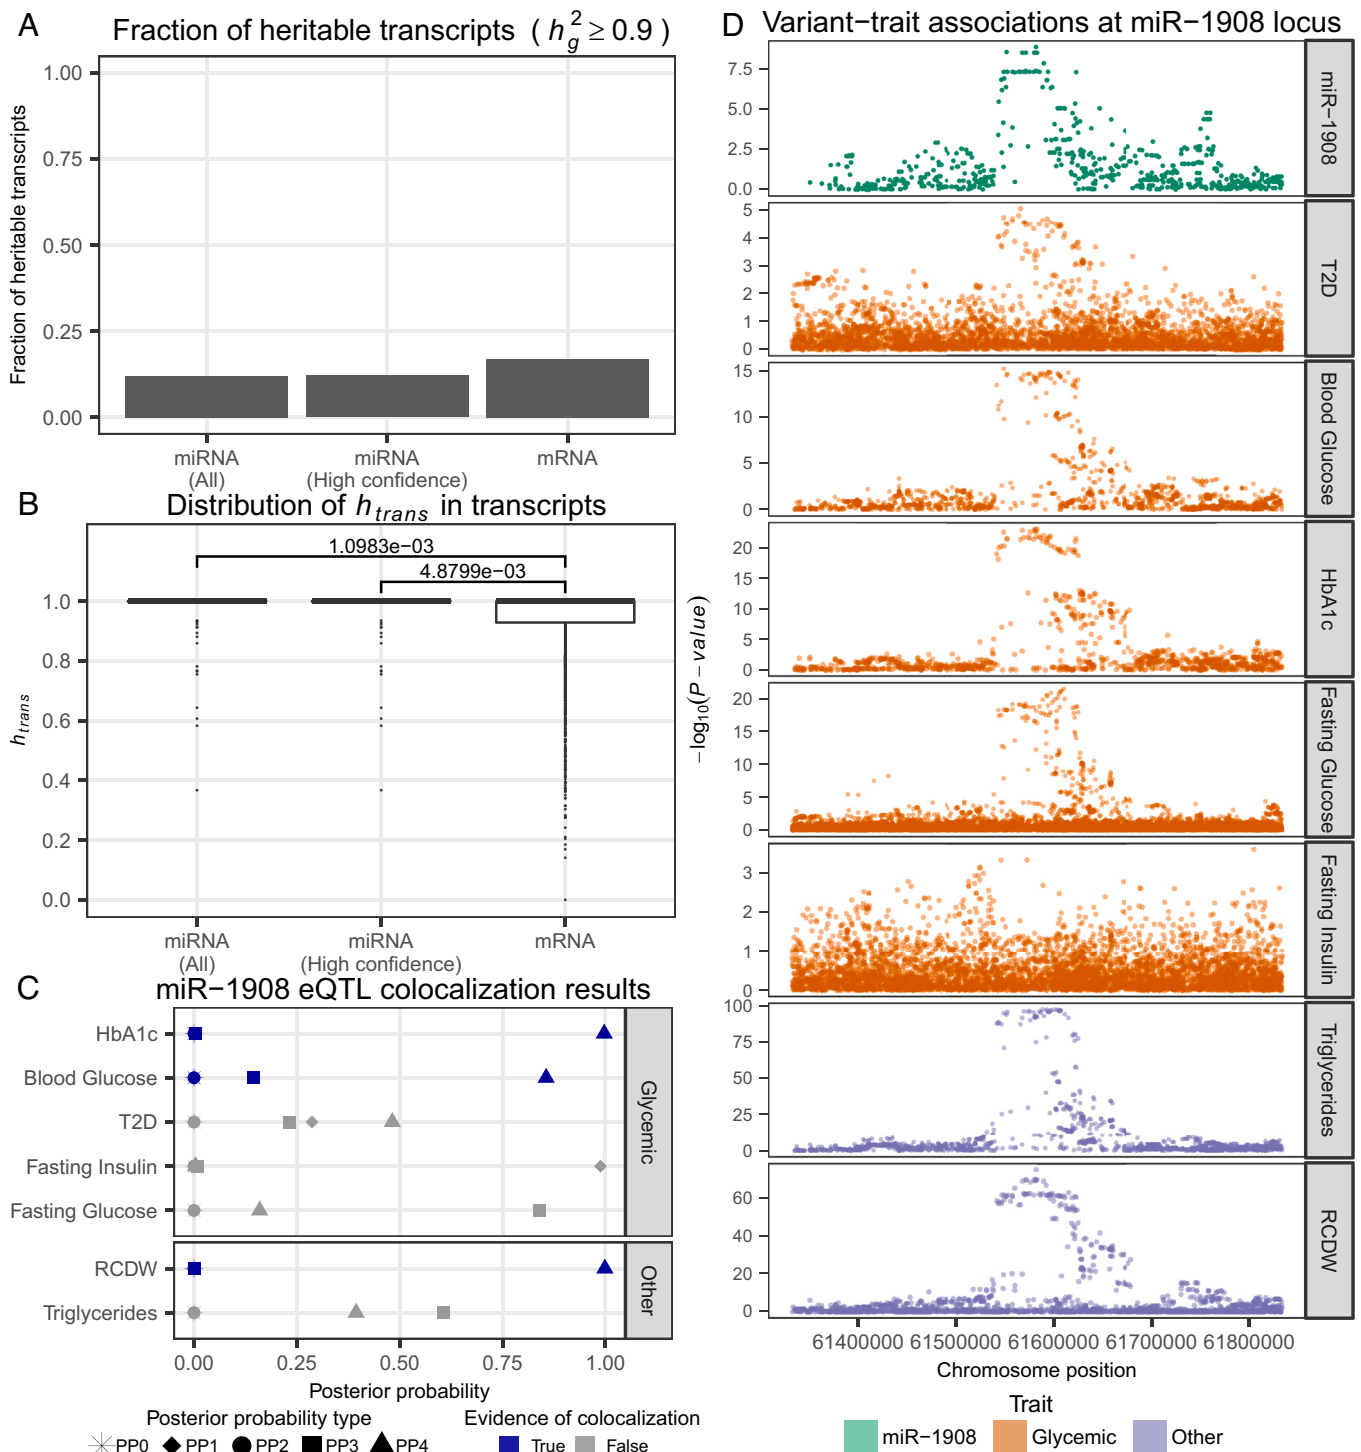 A
Fraction of heritable transcripts ( h²g ≥ 0.9 )
Fraction of heritable transcripts
1.00
0.75
0.50
0.25
0.00
miRNA
(All)
miRNA
(High confidence)
mRNA
B
Distribution of h trans in transcripts
1.0983e−03
4.8799e−03
h trans
1.0
0.8
0.6
0.4
0.2
0.0
miRNA
(All)
miRNA
(High confidence)
mRNA
C
miR−1908 eQTL colocalization results
HbA1c
Blood Glucose
T2D
Fasting Insulin
Fasting Glucose
Glycemic
RCDW
Triglycerides
Other
0.00 0.25 0.50 0.75 1.00
Posterior probability
Posterior probability type
PP0 PP1 PP2 PP3 PP4
Evidence of colocalization
True False
D
Variant−trait associations at miR−1908 locus
−log10(P−value)
7.5
5.0
2.5
0.0
miR−1908
5
4
3
2
1
0
T2D
15
10
5
0
Blood Glucose
20
15
10
5
0
HbA1c
20
15
10
5
0
Fasting Glucose
3
2
1
0
Fasting Insulin
100
75
50
25
0
Triglycerides
60
40
20
0
RCDW
61400000 61500000 61600000 61700000 61800000
Chromosome position
Trait
miR−1908 Glycemic Other